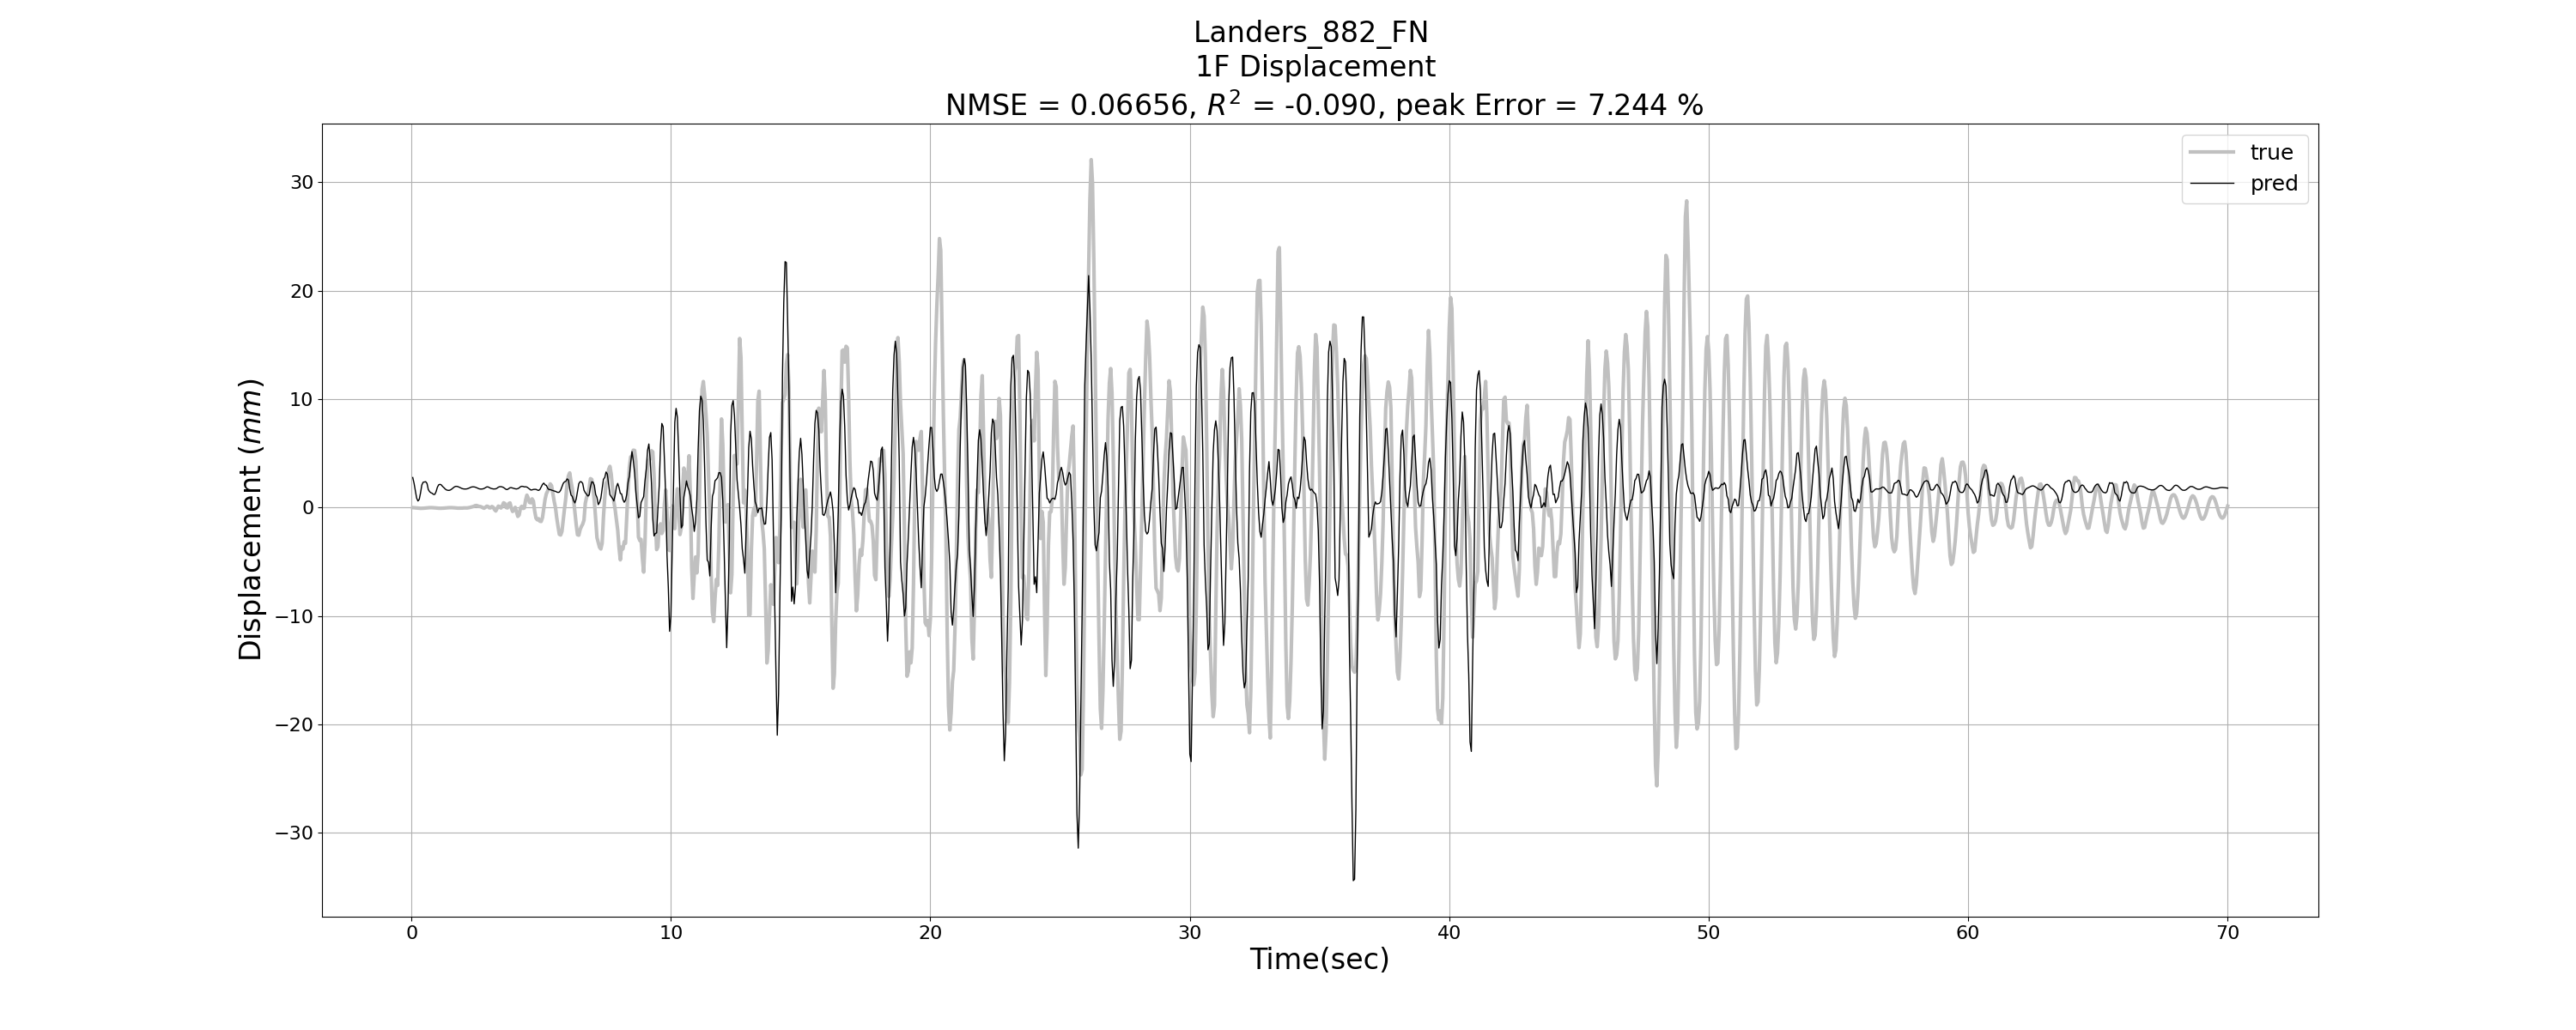 Landers_882_FN
1F Displacement
NMSE = 0.06656, R² = -0.090, peak Error = 7.244 %
true
pred
Displacement (mm)
30
20
10
0
−10
−20
−30
0 10 20 30 40 50 60 70
Time(sec)